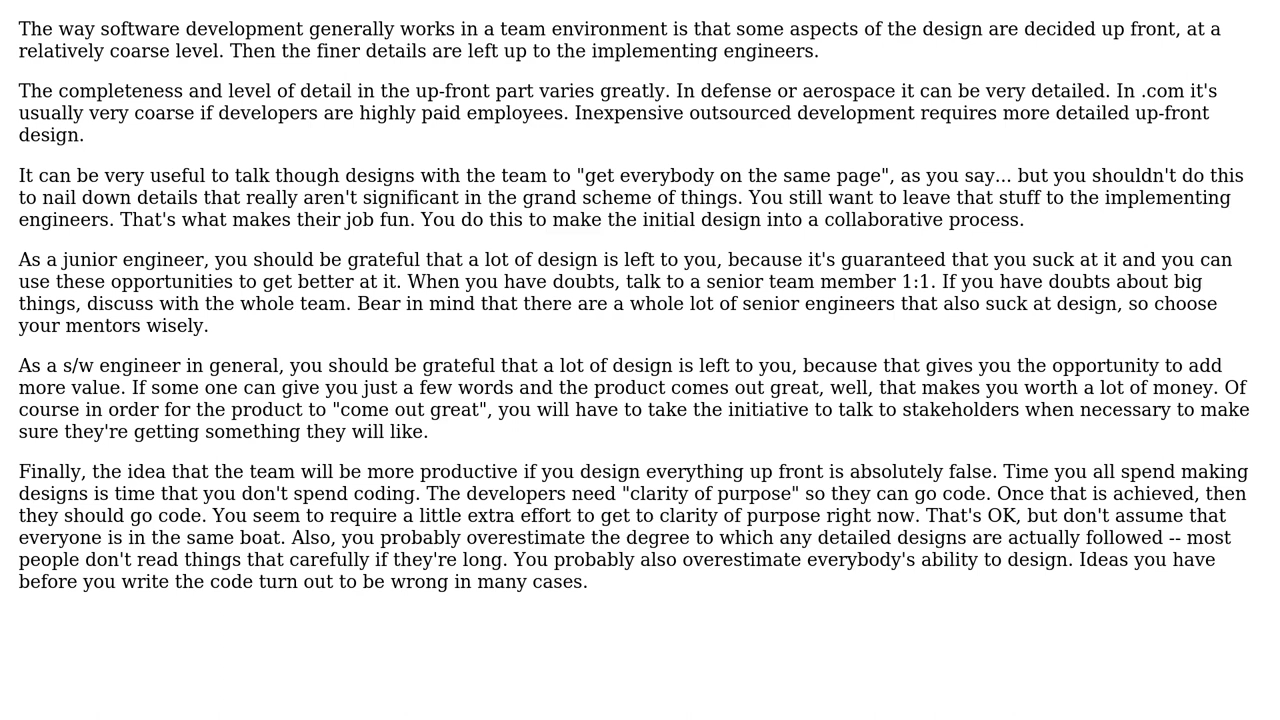 The way software development generally works in a team environment is that some aspects of the design are decided up front, at a
relatively coarse level. Then the finer details are left up to the implementing engineers.
The completeness and level of detail in the up-front part varies greatly. In defense or aerospace it can be very detailed. In .com it's
usually very coarse if developers are highly paid employees. Inexpensive outsourced development requires more detailed up-front
design.
It can be very useful to talk though designs with the team to "get everybody on the same page", as you say... but you shouldn't do this
to nail down details that really aren't significant in the grand scheme of things. You still want to leave that stuff to the implementing
engineers. That's what makes their job fun. You do this to make the initial design into a collaborative process.
As a junior engineer, you should be grateful that a lot of design is left to you, because it's guaranteed that you suck at it and you can
use these opportunities to get better at it. When you have doubts, talk to a senior team member 1:1. If you have doubts about big
things, discuss with the whole team. Bear in mind that there are a whole lot of senior engineers that also suck at design, so choose
your mentors wisely.
As a s/w engineer in general, you should be grateful that a lot of design is left to you, because that gives you the opportunity to add
more value. If some one can give you just a few words and the product comes out great, well, that makes you worth a lot of money. Of
course in order for the product to "come out great", you will have to take the initiative to talk to stakeholders when necessary to make
sure they're getting something they will like.
Finally, the idea that the team will be more productive if you design everything up front is absolutely false. Time you all spend making
designs is time that you don't spend coding. The developers need "clarity of purpose" so they can go code. Once that is achieved, then
they should go code. You seem to require a little extra effort to get to clarity of purpose right now. That's OK, but don't assume that
everyone is in the same boat. Also, you probably overestimate the degree to which any detailed designs are actually followed -- most
people don't read things that carefully if they're long. You probably also overestimate everybody's ability to design. Ideas you have
before you write the code turn out to be wrong in many cases.